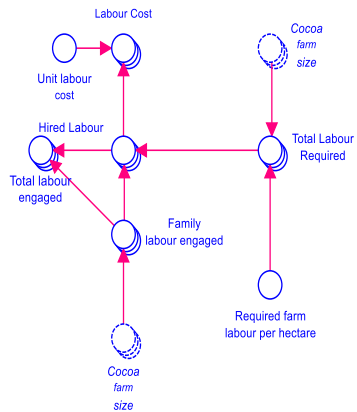 Labour Cost
Cocoa
farm
size
Unit labour
cost
Hired Labour
Total Labour
Required
Total labour
engaged
Family
labour engaged
Required farm
labour per hectare
Cocoa
farm
size